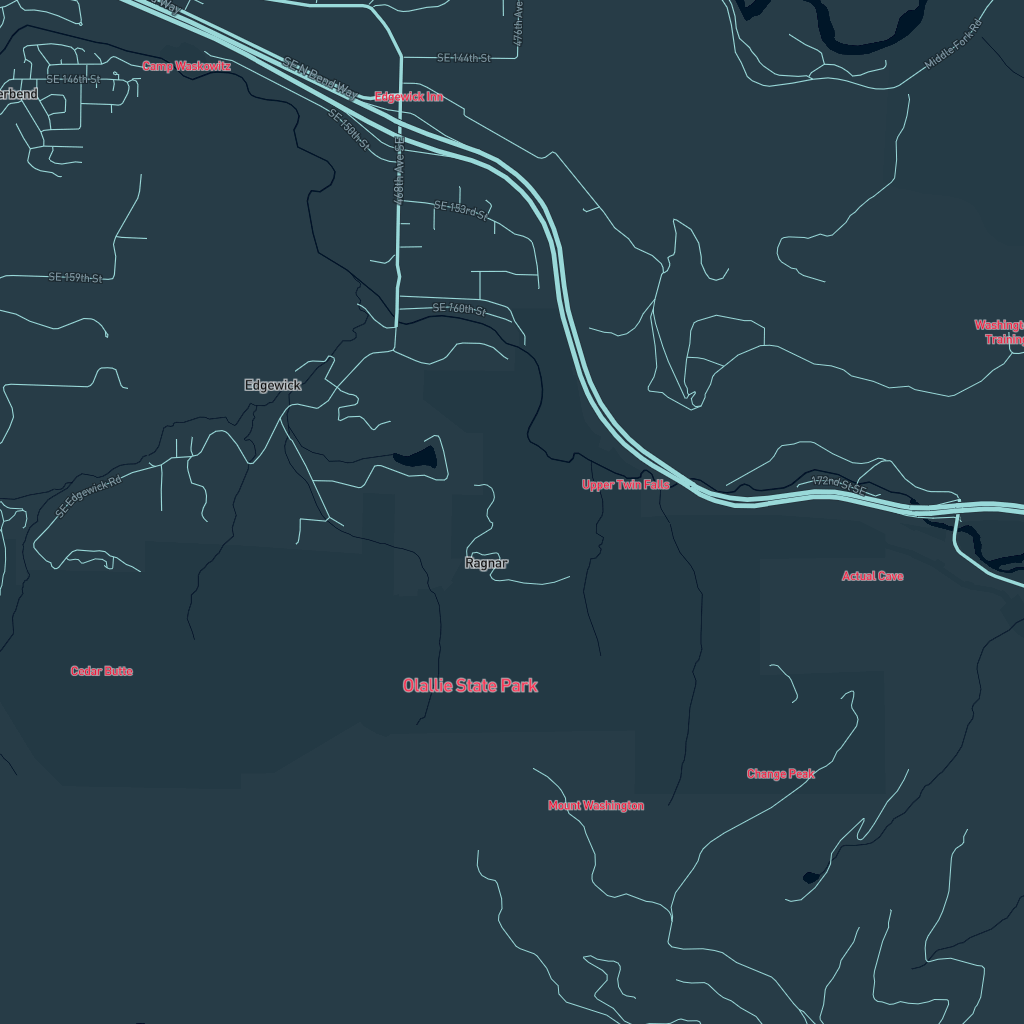 Way
476th Ave
SE 144th St
Middle Fork Rd
Camp Waskowitz
SE N Bend Way
SE 146th St
erbend
Edgewick Inn
SE 150th St
468th Ave SE
SE 153rd St
SE 159th St
SE 160th St
Washingt
Training
Edgewick
SE Edgewick Rd
Upper Twin Falls
172nd St SE
Ragnar
Actual Cave
Cedar Butte
Olallie State Park
Change Peak
Mount Washington